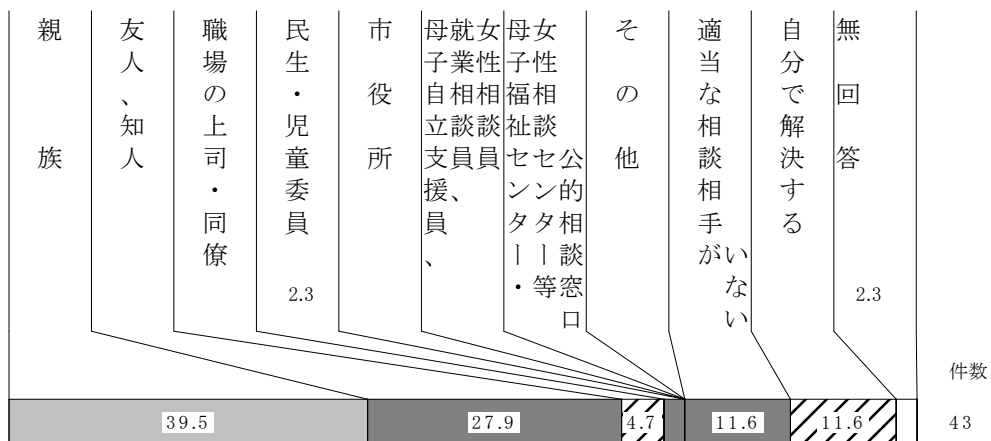 親族
友人、知人
職場の上司・同僚
民生・児童委員
2.3
市役所
女性相談員
就業相談員、
母子自立支援員、
公的相談窓口
女性相談センター等
母子福祉センター・
その他
適当な相談相手が
いない
自分で解決する
無回答
2.3
件数
39.5
27.9
4.7
11.6
11.6
43